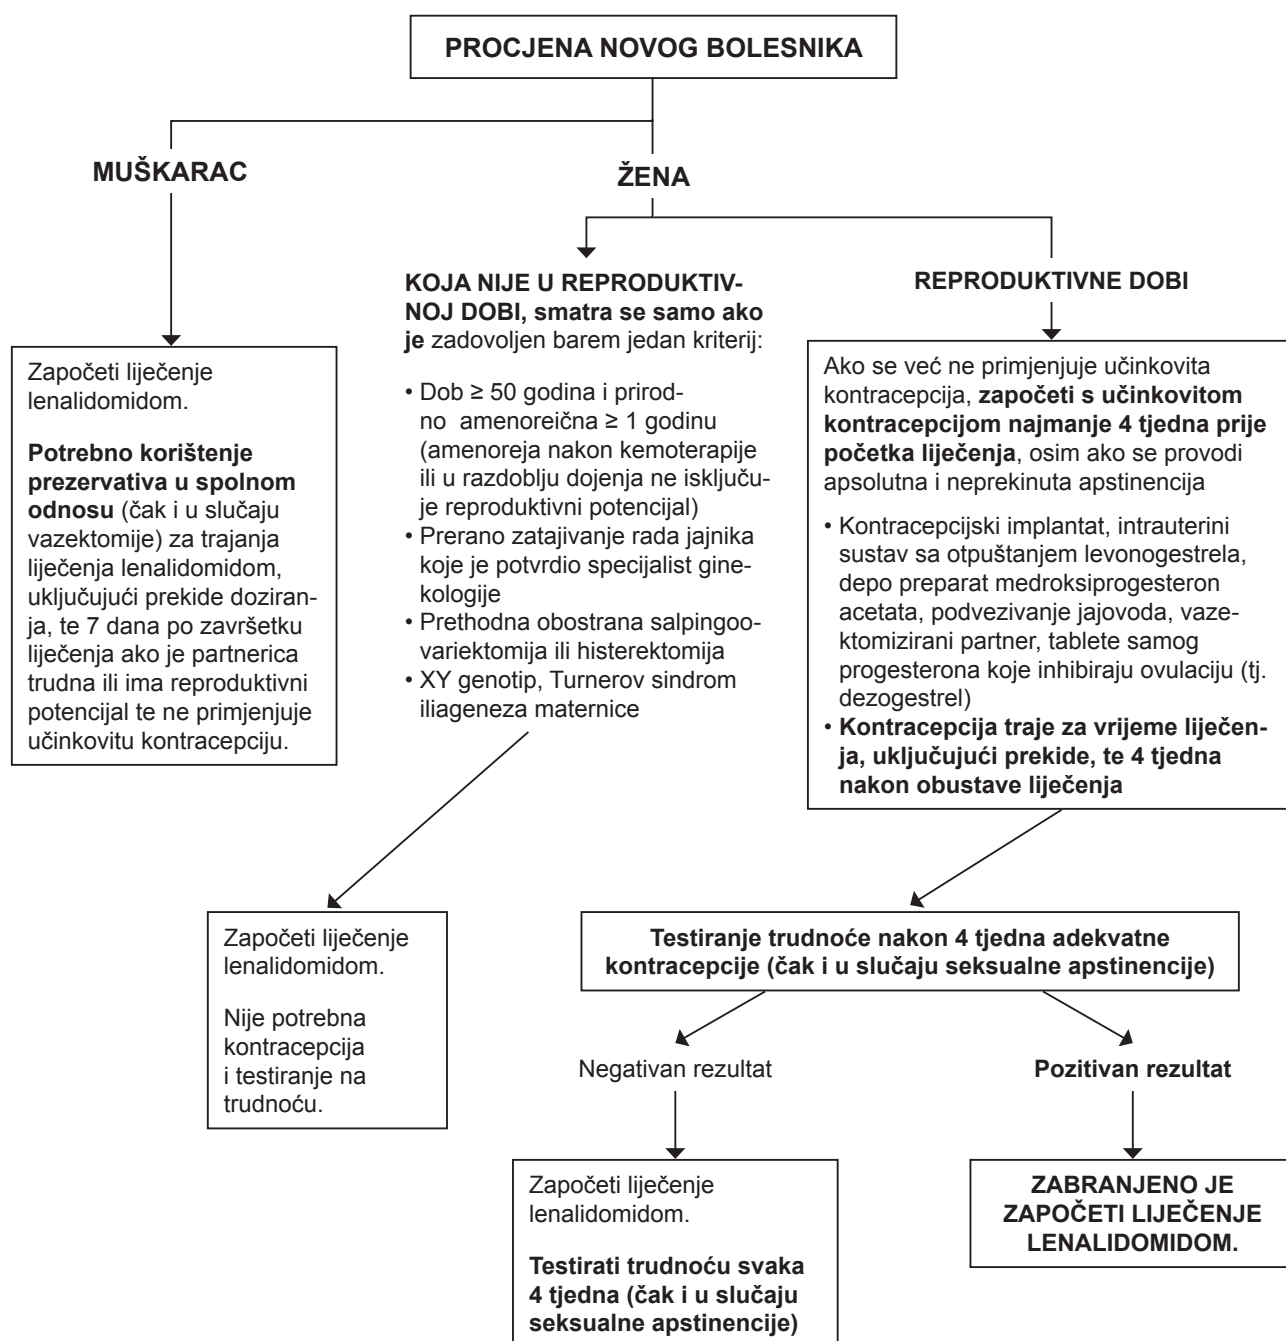 PROCJENA NOVOG BOLESNIKA
MUŠKARAC
ŽENA
Započeti liječenje
lenalidomidom.
Potrebno korištenje
prezervativa u spolnom
odnosu (čak i u slučaju
vazektomije) za trajanja
liječenja lenalidomidom,
uključujući prekide doziran-
ja, te 7 dana po završetku
liječenja ako je partnerica
trudna ili ima reproduktivni
potencijal te ne primjenjuje
učinkovitu kontracepciju.
KOJA NIJE U REPRODUKTIV-
NOJ DOBI, smatra se samo ako
je zadovoljen barem jedan kriterij:
• Dob ≥ 50 godina i prirod-
no amenoreična ≥ 1 godinu
(amenoreja nakon kemoterapije
ili u razdoblju dojenja ne isključu-
je reproduktivni potencijal)
• Prerano zatajivanje rada jajnika
koje je potvrdio specijalist gine-
kologije
• Prethodna obostrana salpingoo-
variektomija ili histerektomija
• XY genotip, Turnerov sindrom
iliageneza maternice
REPRODUKTIVNE DOBI
Ako se već ne primjenjuje učinkovita
kontracepcija, započeti s učinkovitom
kontracepcijom najmanje 4 tjedna prije
početka liječenja, osim ako se provodi
apsolutna i neprekinuta apstinencija
• Kontracepcijski implantat, intrauterini
sustav sa otpuštanjem levonogestrela,
depo preparat medroksiprogesteron
acetata, podvezivanje jajovoda, vaze-
ktomizirani partner, tablete samog
progesterona koje inhibiraju ovulaciju (tj.
dezogestrel)
• Kontracepcija traje za vrijeme liječen-
ja, uključujući prekide, te 4 tjedna
nakon obustave liječenja
Započeti liječenje
lenalidomidom.
Nije potrebna
kontracepcija
i testiranje na
trudnoću.
Testiranje trudnoće nakon 4 tjedna adekvatne
kontracepcije (čak i u slučaju seksualne apstinencije)
Negativan rezultat
Pozitivan rezultat
Započeti liječenje
lenalidomidom.
Testirati trudnoću svaka
4 tjedna (čak i u slučaju
seksualne apstinencije)
ZABRANJENO JE
ZAPOČETI LIJEČENJE
LENALIDOMIDOM.